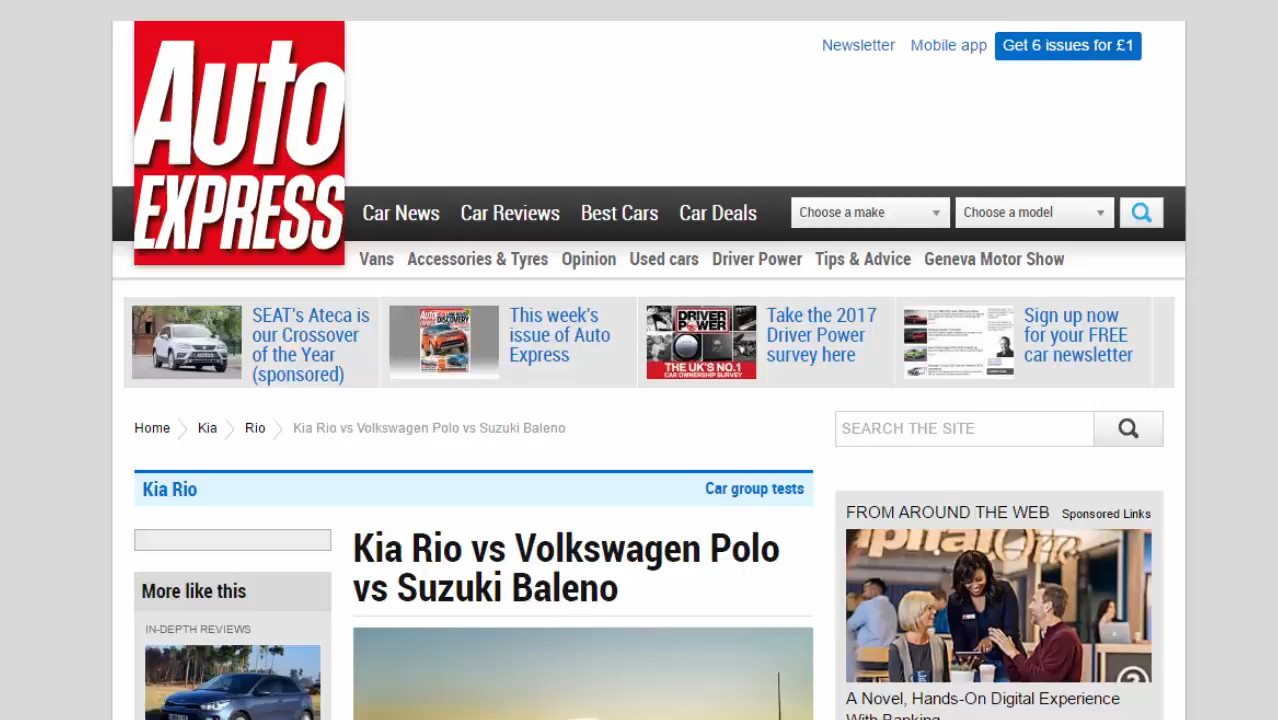 Auto
EXPRESS
Newsletter Mobile app Get 6 issues for £1
Car News Car Reviews Best Cars Car Deals Choose a make Choose a model
Vans Accessories & Tyres Opinion Used cars Driver Power Tips & Advice Geneva Motor Show
SEAT's Ateca is
our Crossover
of the Year
(sponsored)
This week's
issue of Auto
Express
DRIVER
POWER
THE UK'S NO.1
CAR OWNERSHIP SURVEY
Take the 2017
Driver Power
survey here
Sign up now
for your FREE
car newsletter
Home Kia Rio Kia Rio vs Volkswagen Polo vs Suzuki Baleno
SEARCH THE SITE
Kia Rio Car group tests
FROM AROUND THE WEB Sponsored Links
Kia Rio vs Volkswagen Polo
vs Suzuki Baleno
More like this
IN-DEPTH REVIEWS
A Novel, Hands-On Digital Experience
With Banking